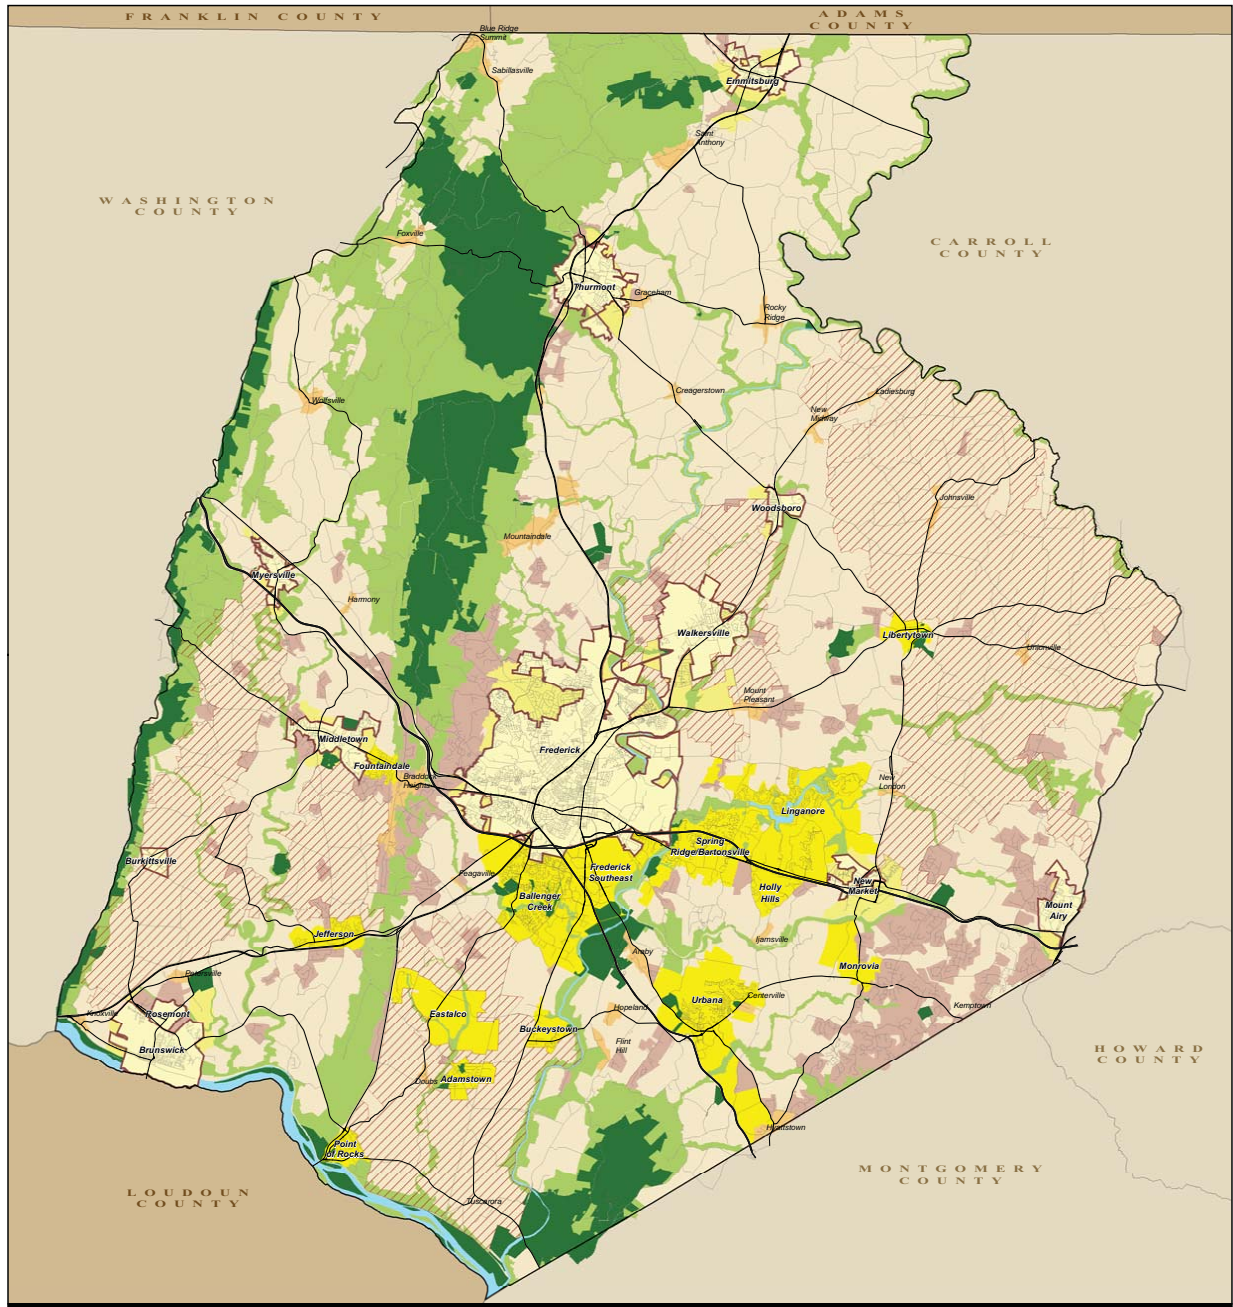 FRANKLIN COUNTY
ADAMS
COUNTY
Blue Ridge
Summit
Sabillasville
Emmitsburg
Saint
Anthony
WASHINGTON
COUNTY
Foxville
CARROLL
COUNTY
Thurmont
Graceham
Rocky
Ridge
Creagerstown
Ladiesburg
Wolfsville
New
Midway
Johnsville
Woodsboro
Mountaindale
Myersville
Harmony
Walkersville
Libertytown
Unionville
Mount
Pleasant
Middletown
Frederick
Fountaindale
Braddock
Heights
New
London
Linganore
Spring
Ridge/Bartonsville
Burkittsville
Feagaville
Frederick
Southeast
Holly
Hills
New
Market
Ballenger
Creek
Mount
Airy
Jefferson
Ijamsville
Araby
Petersville
Monrovia
Centerville
Urbana
Kemptown
Knoxville
Rosemont
Eastalco
Hopeland
Buckeystown
Brunswick
Flint
Hill
HOWARD
COUNTY
Doubs
Adamstown
Hyattstown
Point
of Rocks
MONTGOMERY
COUNTY
LOUDOUN
COUNTY
Tuscarora